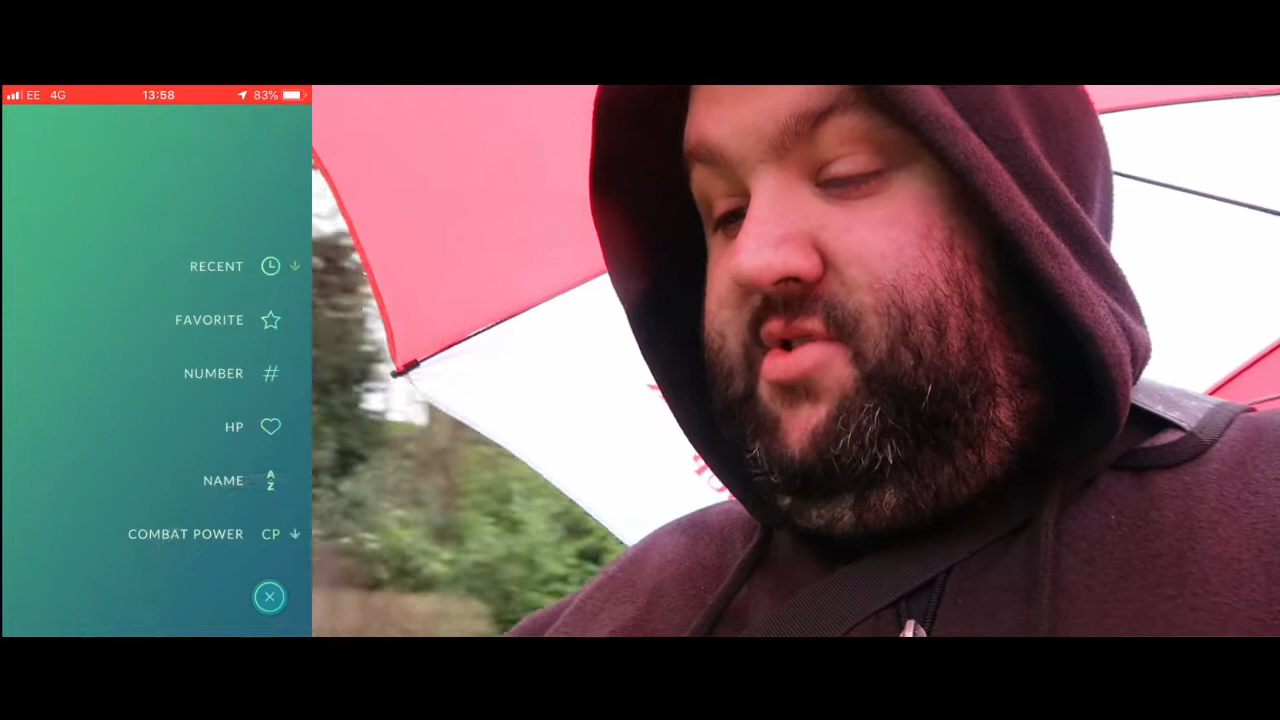 EE 4G 13:58 83%
RECENT
FAVORITE
NUMBER #
HP
NAME A Z
COMBAT POWER CP